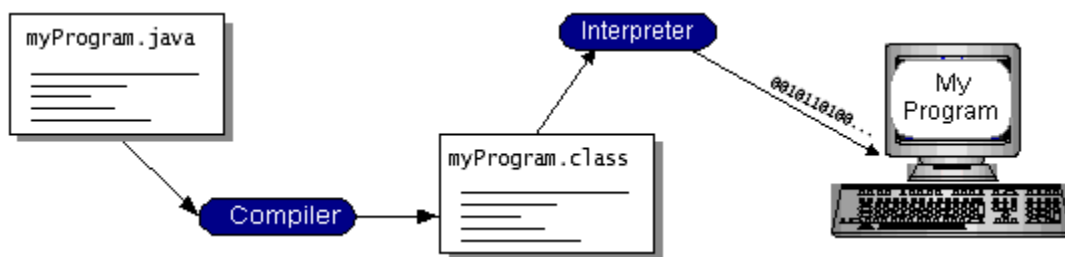 myProgram.java
Compiler
myProgram.class
Interpreter
0010110100...
My
Program